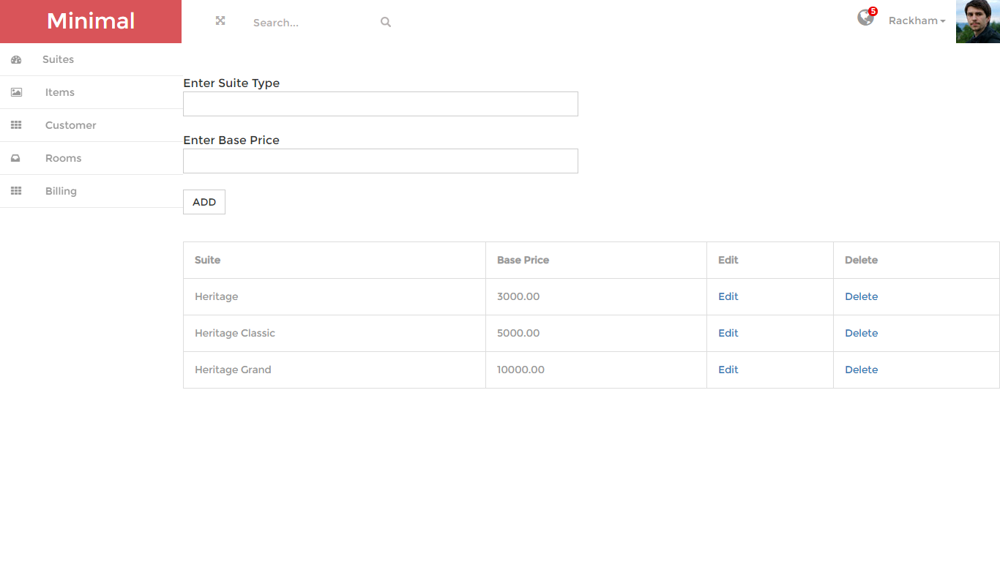 Minimal
Search...
5
Rackham
Suites
Items
Customer
Rooms
Billing
Enter Suite Type
Enter Base Price
ADD
Suite Base Price Edit Delete
Heritage 3000.00 Edit Delete
Heritage Classic 5000.00 Edit Delete
Heritage Grand 10000.00 Edit Delete